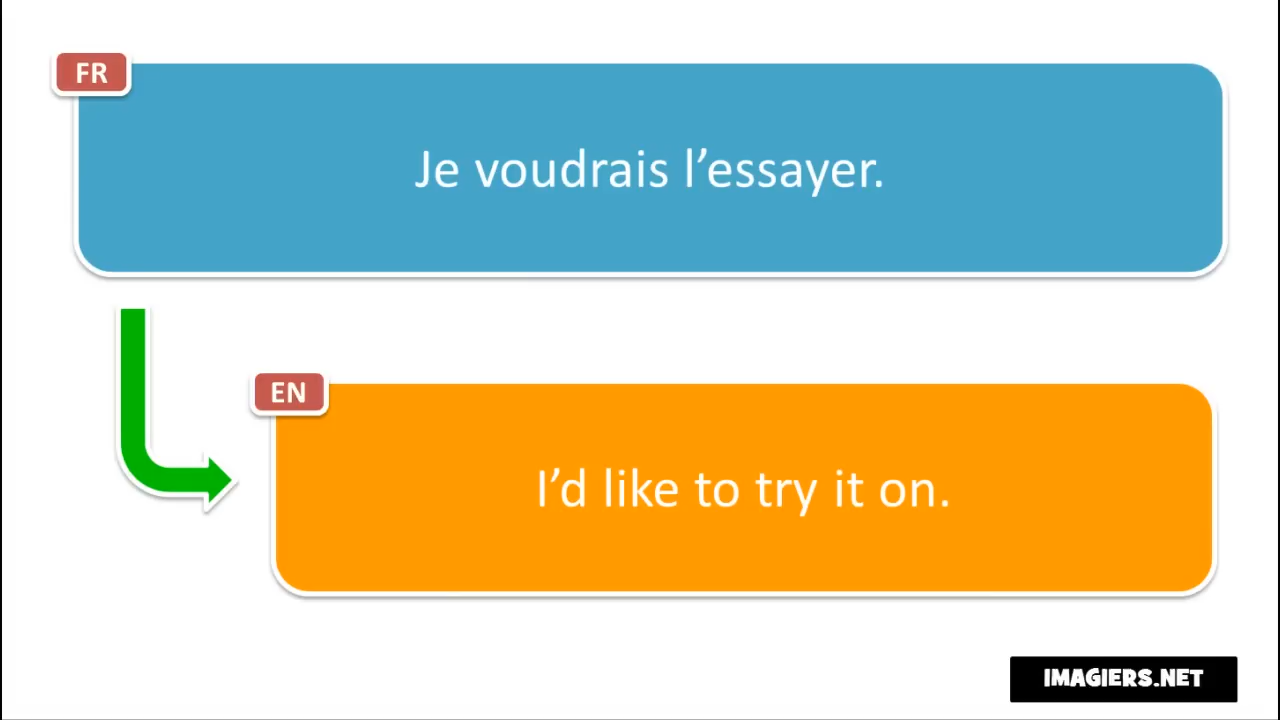 FR
Je voudrais l’essayer.
EN
I’d like to try it on.
IMAGIERS.NET